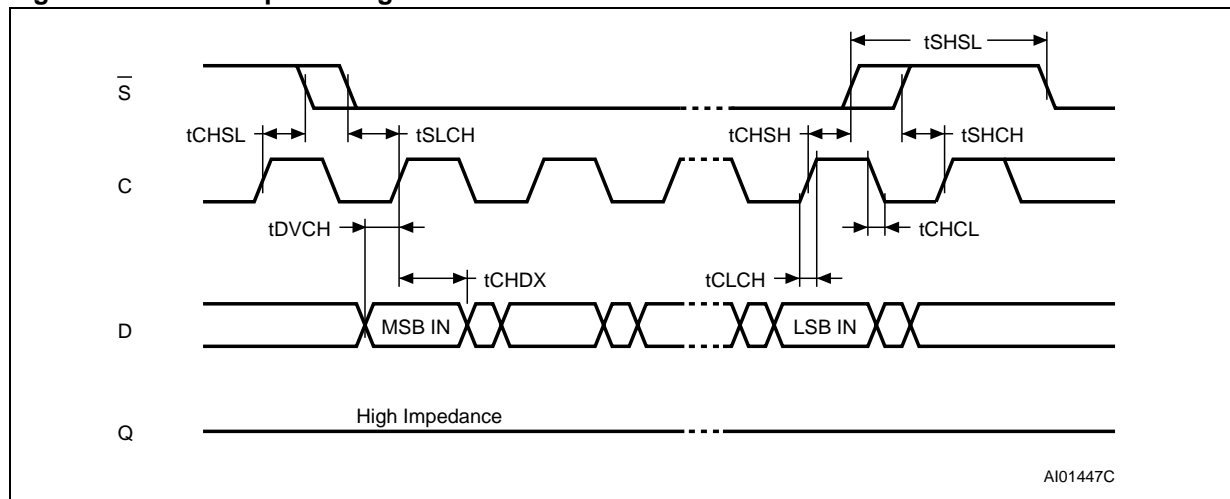 tSHSL
S
tCHSL
tSLCH
tCHSH
tSHCH
C
tDVCH
tCHCL
tCHDX
tCLCH
D
MSB IN
LSB IN
High Impedance
Q
AI01447C